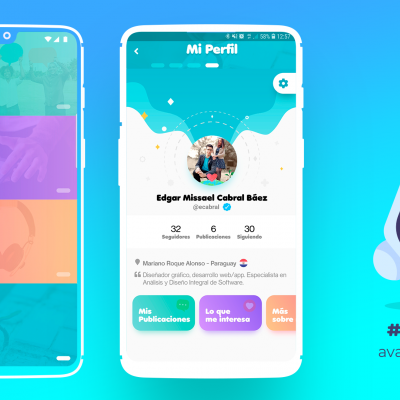 58% 12:57
Mi Perfil
Edgar Missael Cabral Báez
@ecabral
32 6 30
Seguidores Publicaciones Siguiendo
Mariano Roque Alonso - Paraguay
Diseñador gráfico, desarrollo web/app. Especialista en
Análisis y Diseño Integral de Software.
Mis Lo que Más
Publicaciones me interesa sobre
#
ava